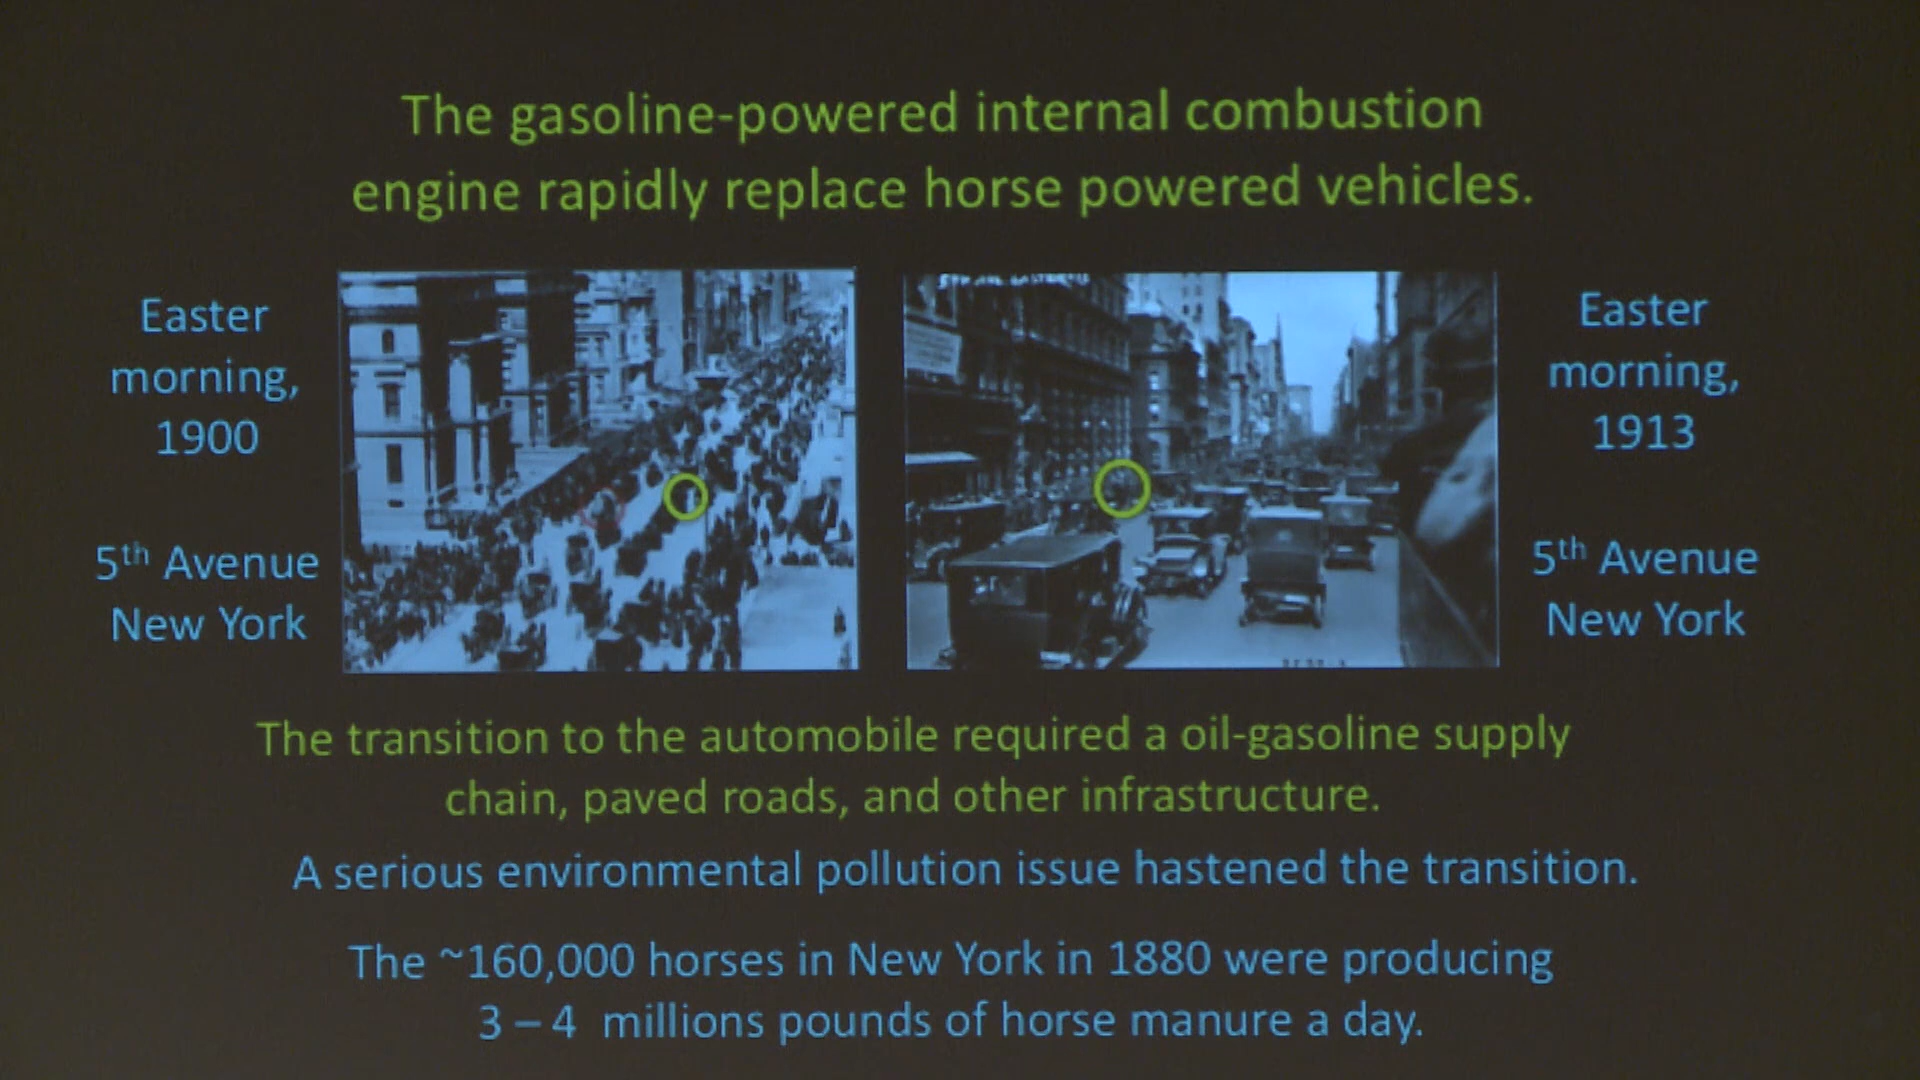 The gasoline-powered internal combustion
engine rapidly replace horse powered vehicles.
Easter
morning,
1900
5th Avenue
New York
Easter
morning,
1913
5th Avenue
New York
The transition to the automobile required a oil-gasoline supply
chain, paved roads, and other infrastructure.
A serious environmental pollution issue hastened the transition.
The ~160,000 horses in New York in 1880 were producing
3 – 4 millions pounds of horse manure a day.